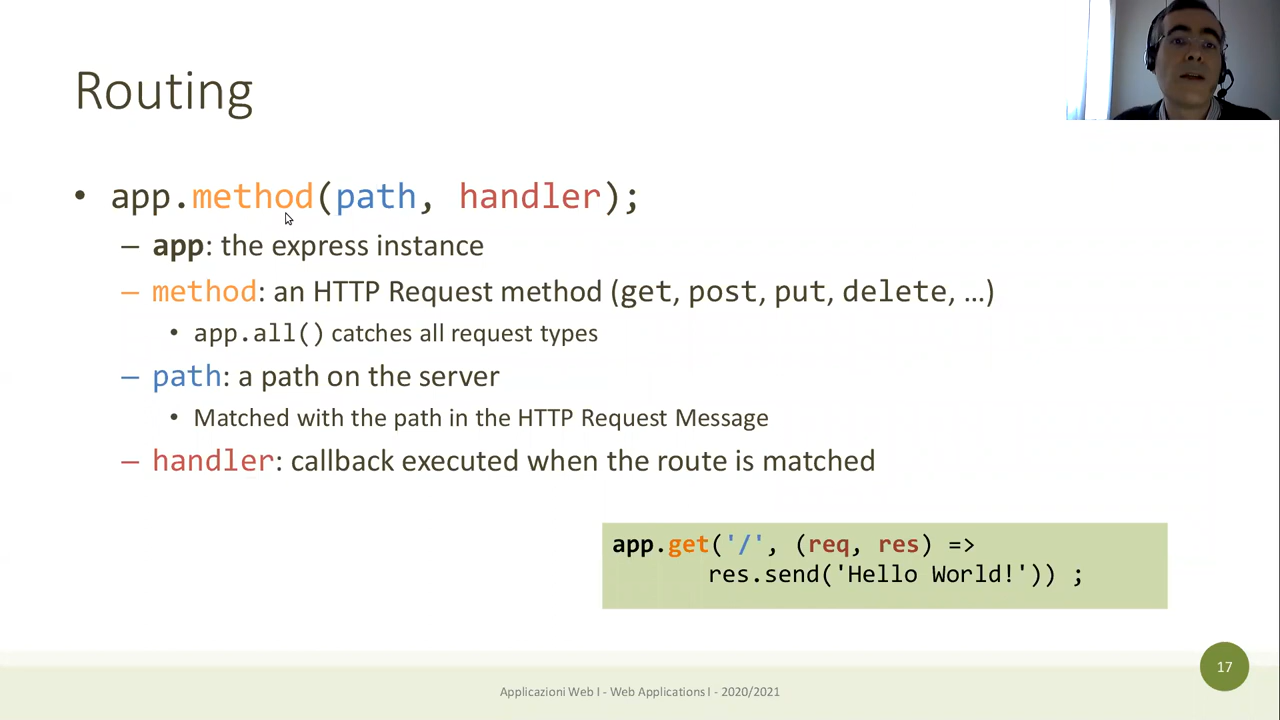 Routing
• app.method(path, handler);
– app: the express instance
– method: an HTTP Request method (get, post, put, delete, …)
• app.all() catches all request types
– path: a path on the server
• Matched with the path in the HTTP Request Message
– handler: callback executed when the route is matched
app.get('/', (req, res) =>
res.send('Hello World!')) ;
17
Applicazioni Web I - Web Applications I - 2020/2021